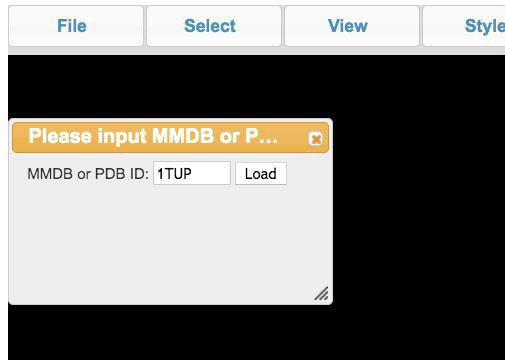 File Select View Style
Please input MMDB or P...
MMDB or PDB ID: 1TUP Load